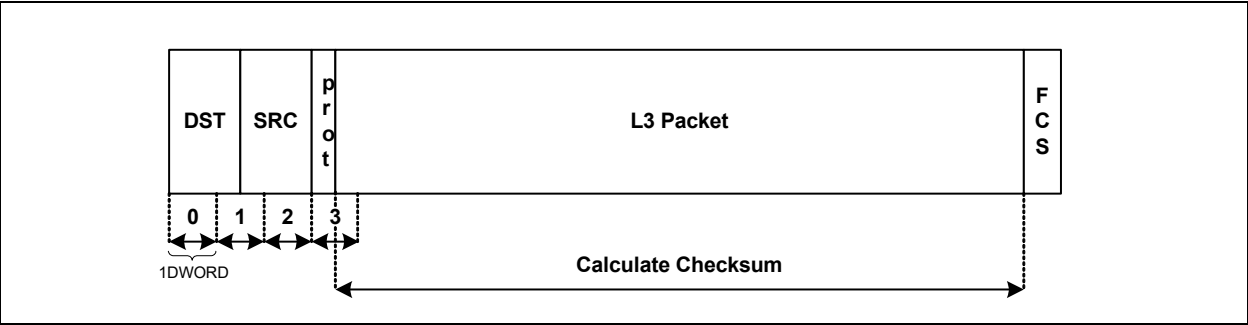 DST
SRC
p
r
o
t
L3 Packet
F
C
S
0
1
2
3
1DWORD
Calculate Checksum